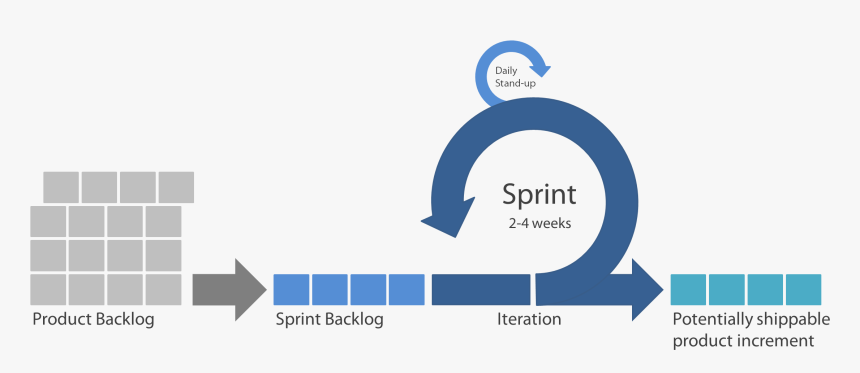 Daily
Stand-up
Sprint
2-4 weeks
Product Backlog
Sprint Backlog
Iteration
Potentially shippable
product increment